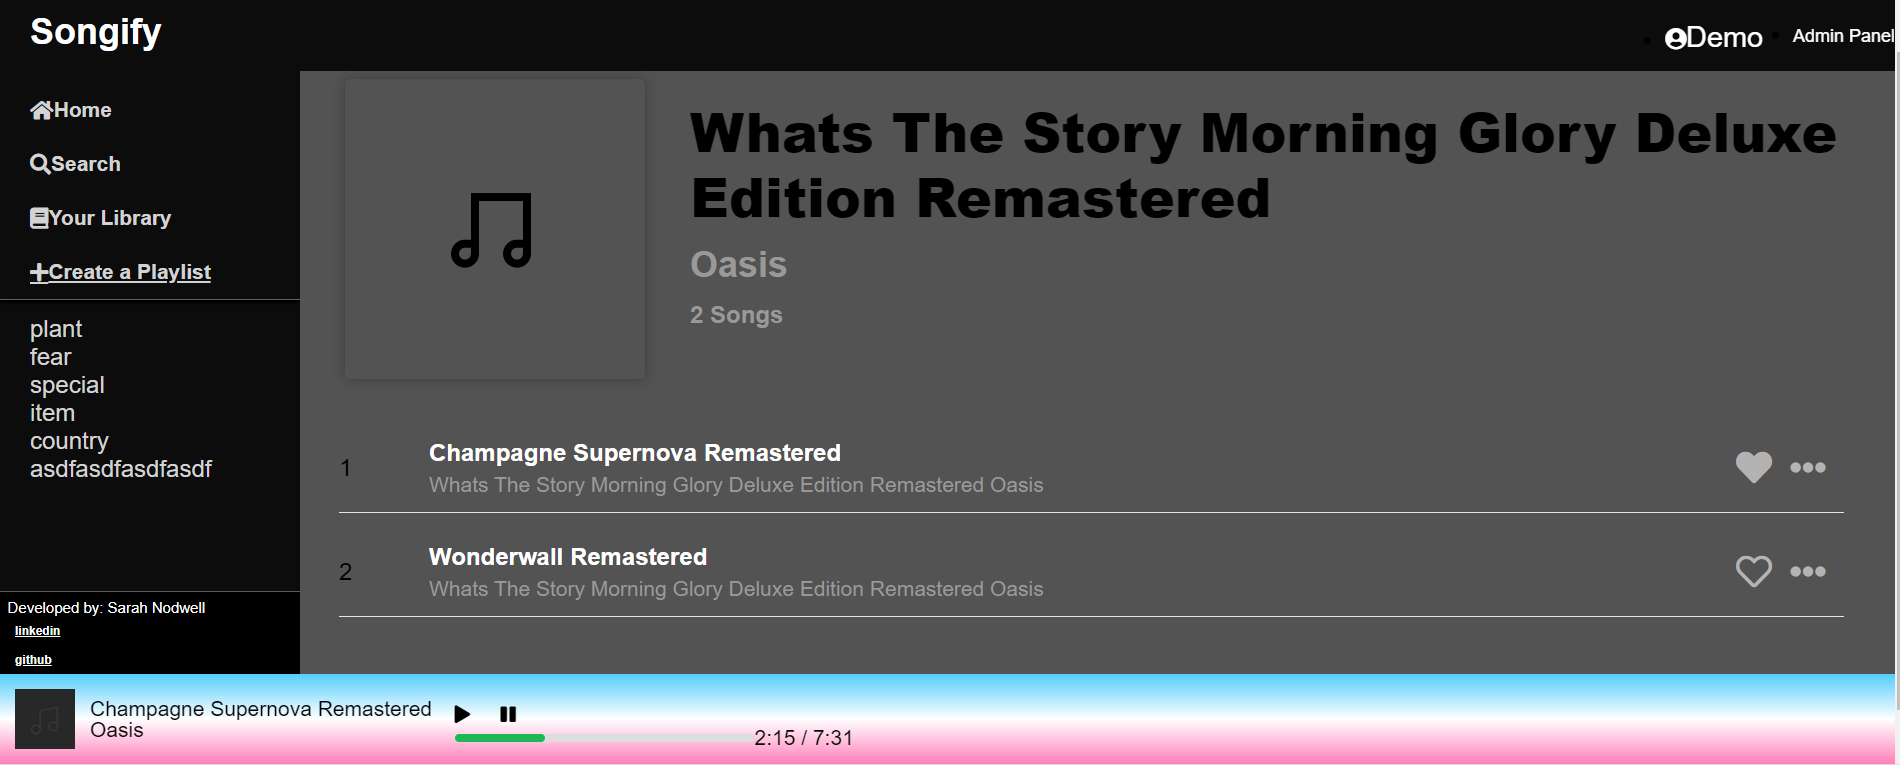 Songify
Demo
Admin Panel
Home
Search
Your Library
Create a Playlist
plant
fear
special
item
country
asdfasdfasdfasdf
Developed by: Sarah Nodwell
linkedin
github
Whats The Story Morning Glory Deluxe
Edition Remastered
Oasis
2 Songs
1
Champagne Supernova Remastered
Whats The Story Morning Glory Deluxe Edition Remastered Oasis
2
Wonderwall Remastered
Whats The Story Morning Glory Deluxe Edition Remastered Oasis
Champagne Supernova Remastered
Oasis
2:15 / 7:31